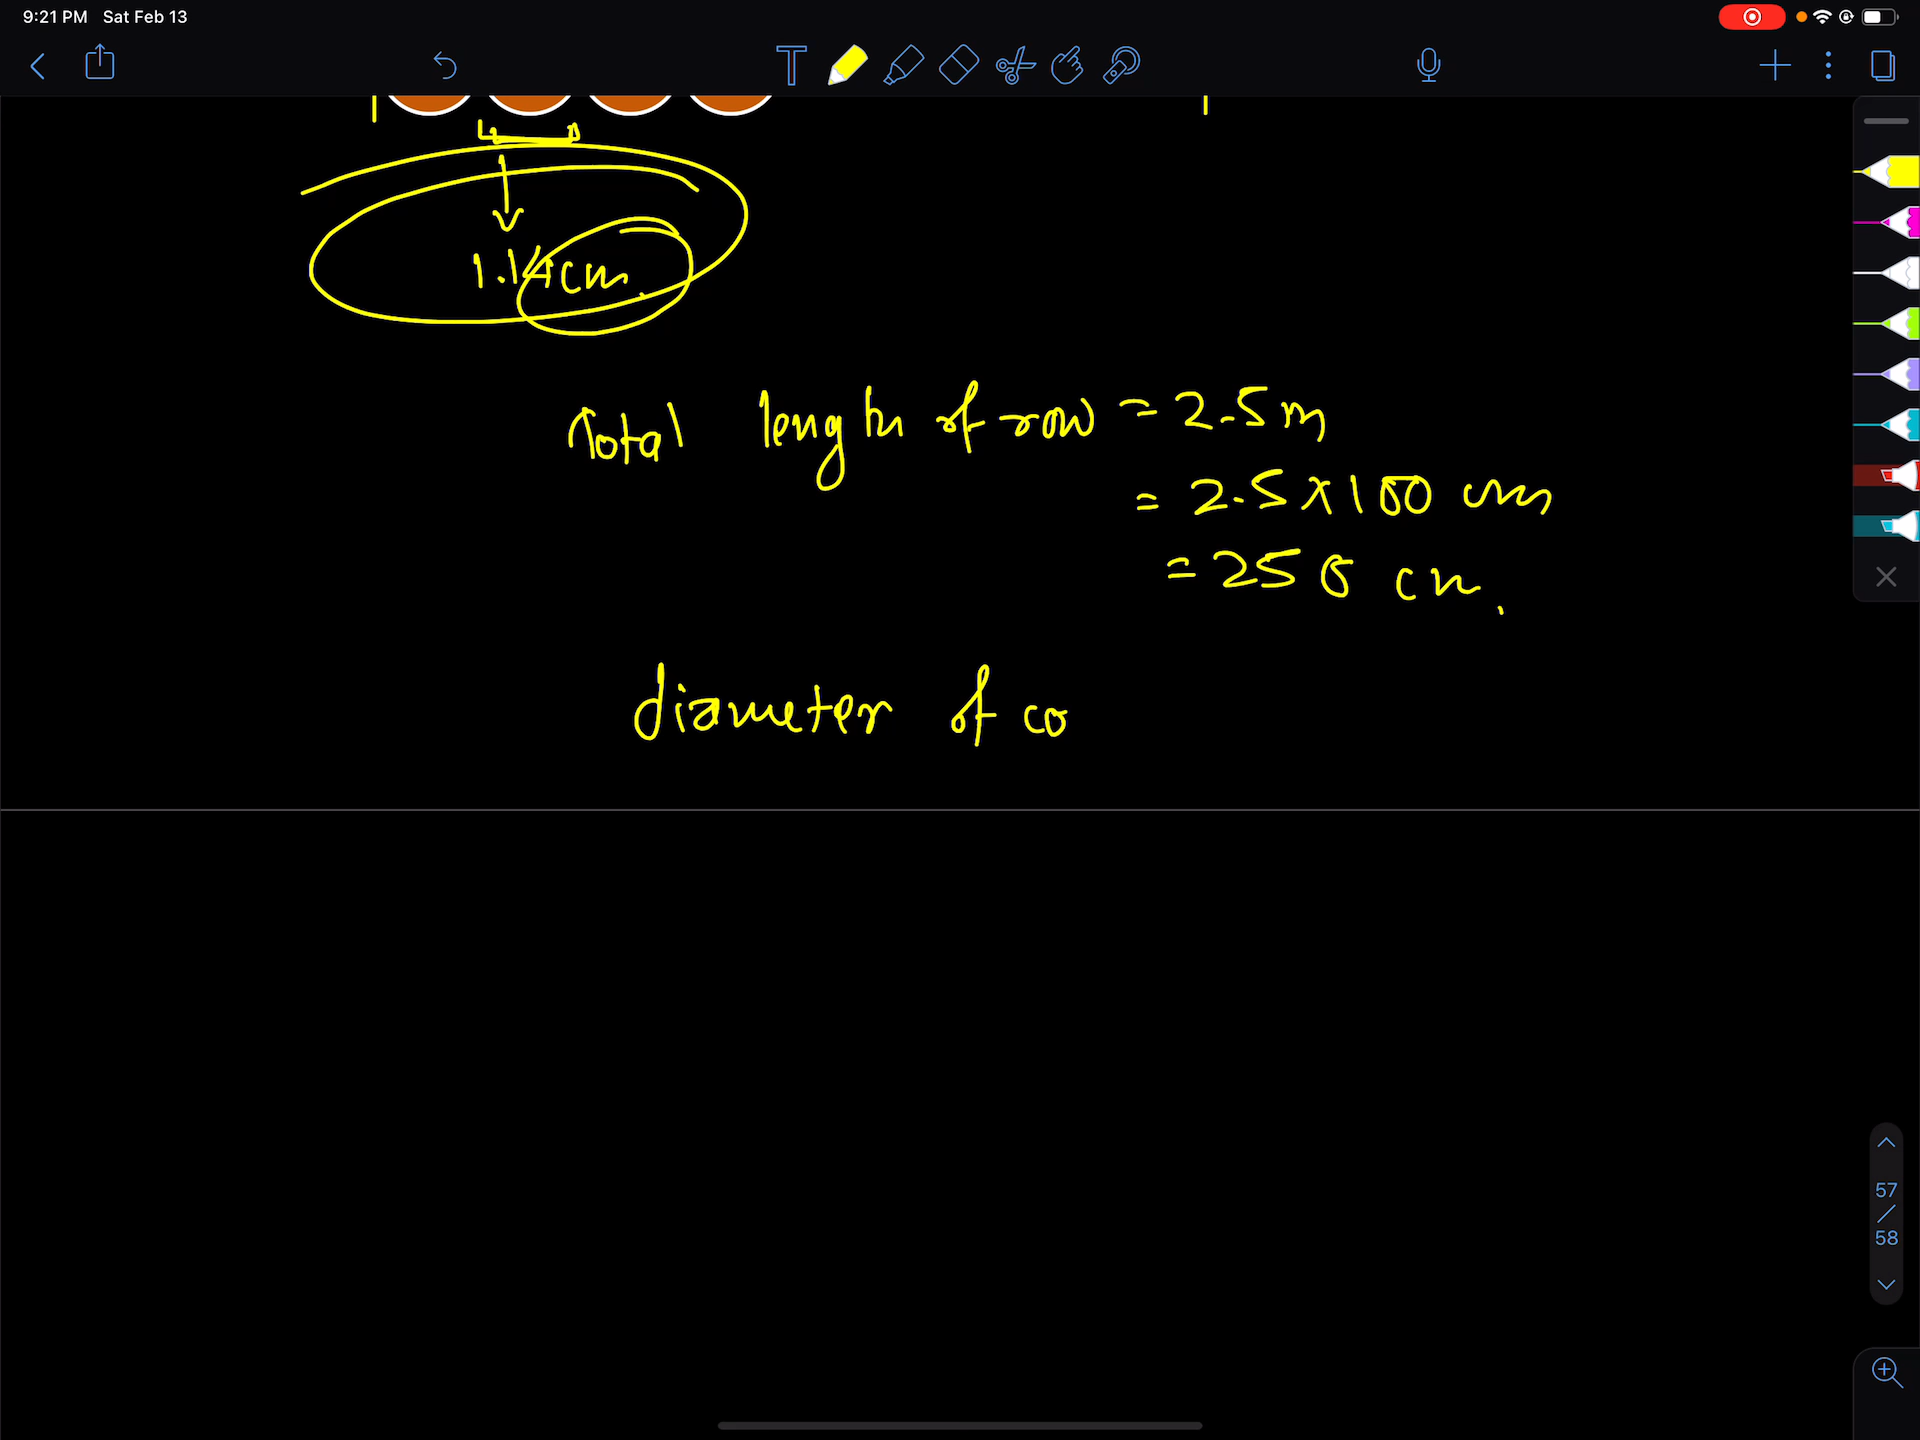 9:21 PM Sat Feb 13
T
1.14cm.
Total length of row = 2.5m
= 2.5 × 100 cm
= 250 cm.
diameter of co
57
/
58